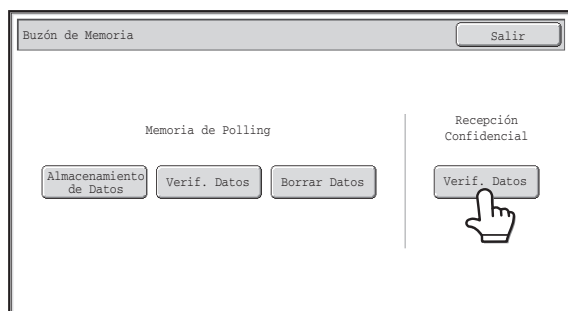 Buzón de Memoria
Salir
Memoria de Polling
Almacenamiento
de Datos
Verif. Datos
Borrar Datos
Recepción
Confidencial
Verif. Datos